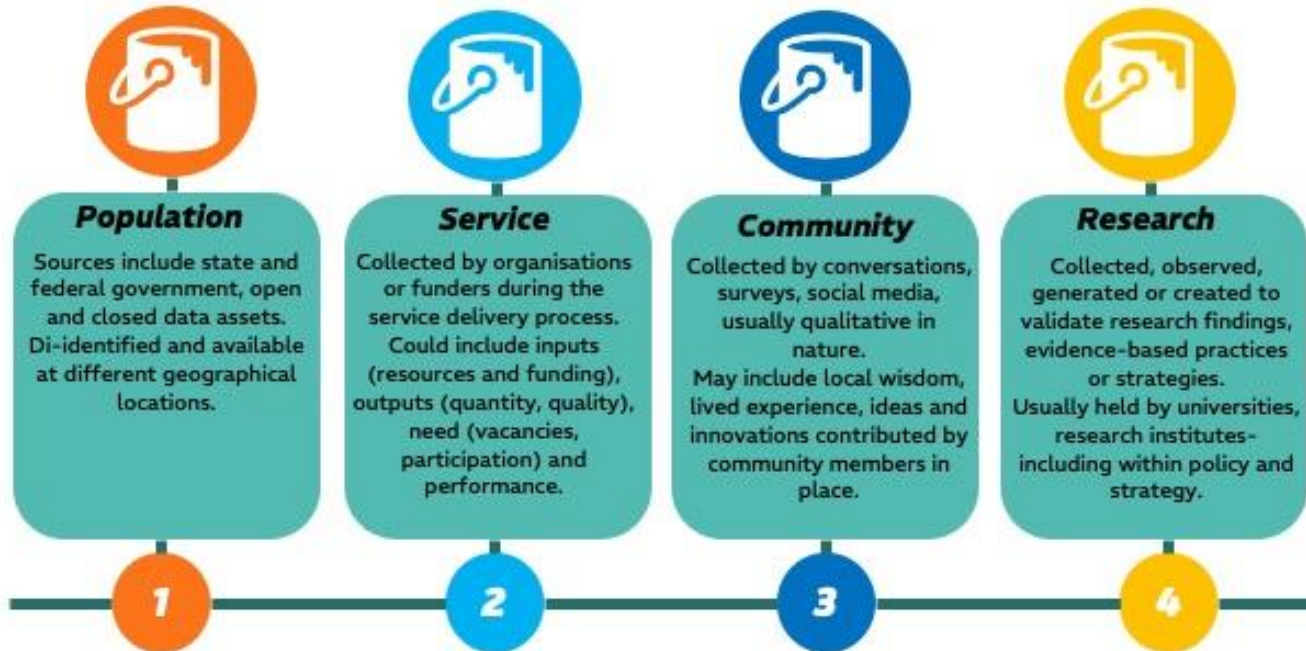 Population
Sources include state and
federal government, open
and closed data assets.
Di-identified and available
at different geographical
locations.
1
Service
Collected by organisations
or funders during the
service delivery process.
Could include inputs
(resources and funding),
outputs (quantity, quality),
need (vacancies,
participation) and
performance.
2
Community
Collected by conversations,
surveys, social media,
usually qualitative in
nature.
May include local wisdom,
lived experience, ideas and
innovations contributed by
community members in
place.
3
Research
Collected, observed,
generated or created to
validate research findings,
evidence-based practices
or strategies.
Usually held by universities,
research institutes-
including within policy and
strategy.
4